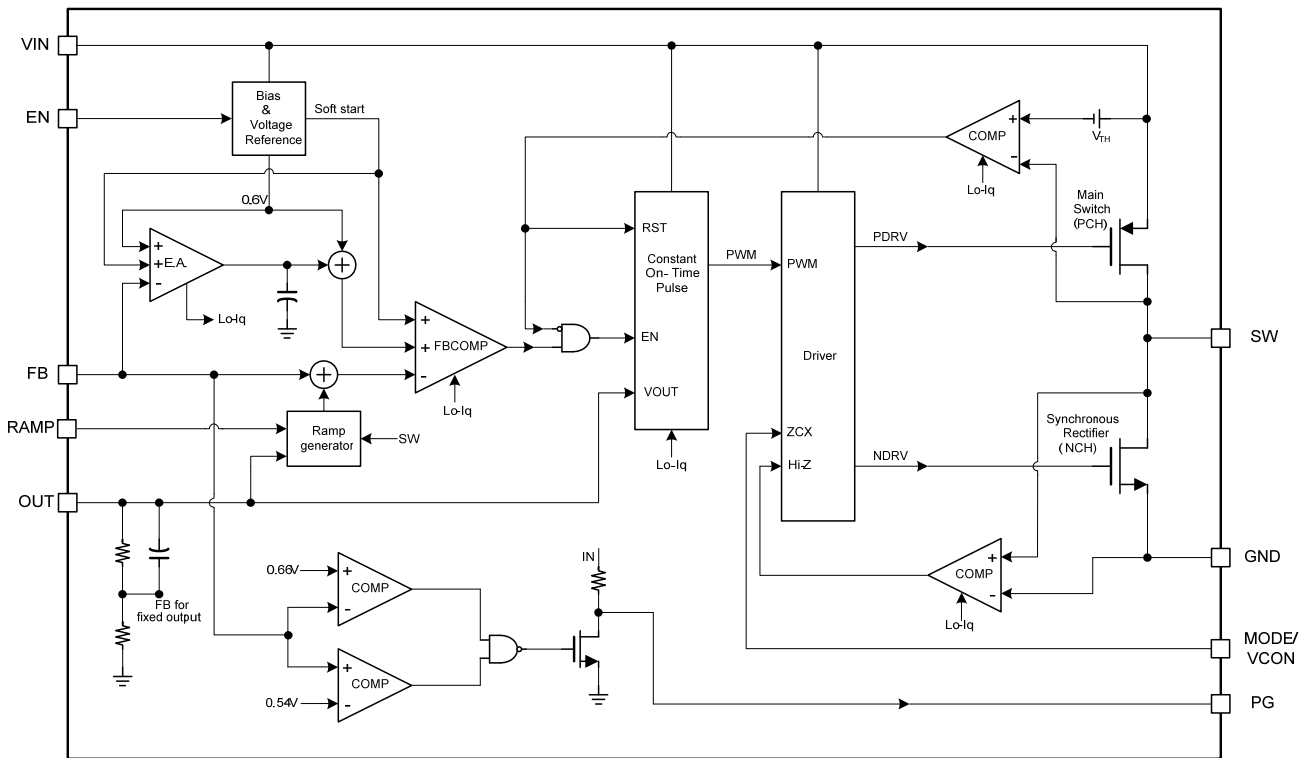 VIN
EN
Bias
&
Voltage
Reference
Soft start
0.6V
+
+
-
E.A.
Lo-Iq
+
+
+
-
FBCOMP
Lo-Iq
FB
+
RAMP
Ramp
generator
SW
OUT
FB for
fixed output
RST
Constant
On- Time
Pulse
EN
VOUT
Lo-Iq
PWM
PWM
Driver
ZCX
Hi-Z
PDRV
NDRV
+
-
COMP
Lo-Iq
VTH
Main
Switch
(PCH)
SW
Synchronous
Rectifier
(NCH)
+
-
COMP
Lo-Iq
GND
MODE/
VCON
PG
0.66V
+
-
COMP
+
-
COMP
0.54V
IN